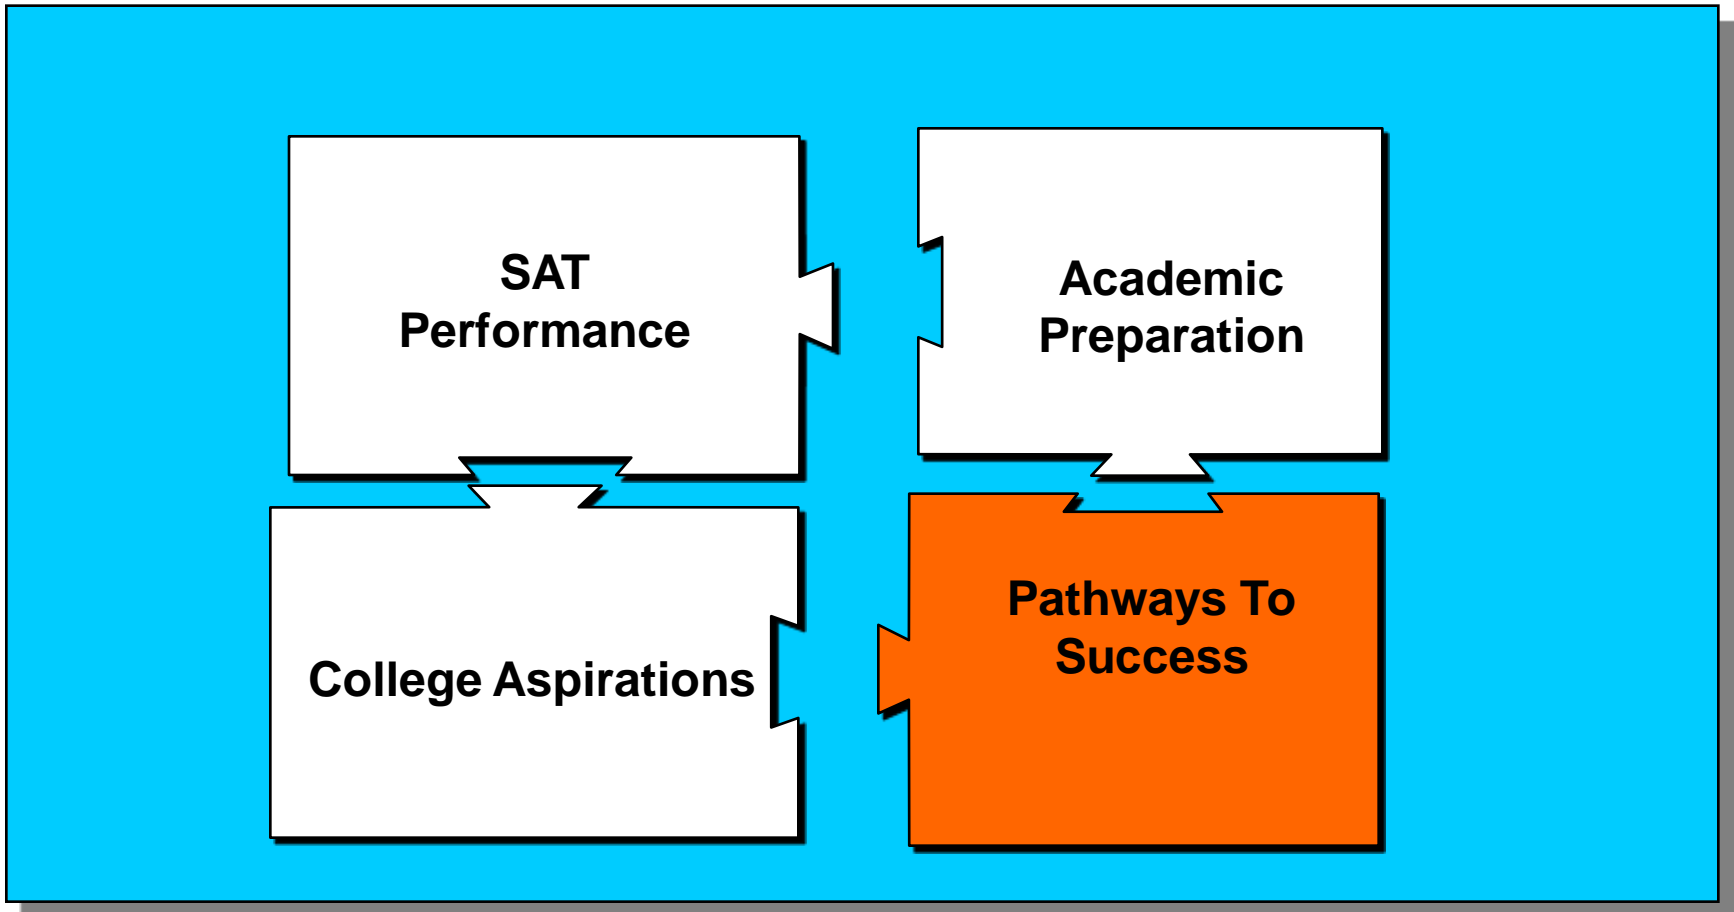 SAT
Performance
Academic
Preparation
College Aspirations
Pathways To
Success